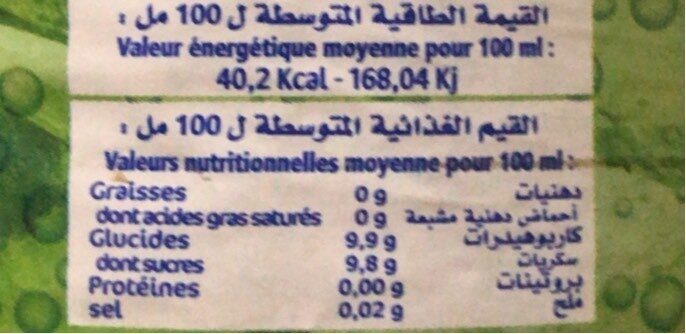 القيمة الطاقية المتوسطة ل 100 مل :
Valeur énergétique moyenne pour 100 ml :
40,2 Kcal - 168,04 Kj
القيم الغذائية المتوسطة ل 100 مل :
Valeurs nutritionnelles moyenne pour 100 ml :
Graisses 0 g دهنيات
dont acides gras saturés 0 g أحماض دهنية مشبعة
Glucides 9,9 g كاربوهيدرات
dont sucres 9,8 g سكريات
Protéines 0,00 g بروتينات
sel 0,02 g ملح